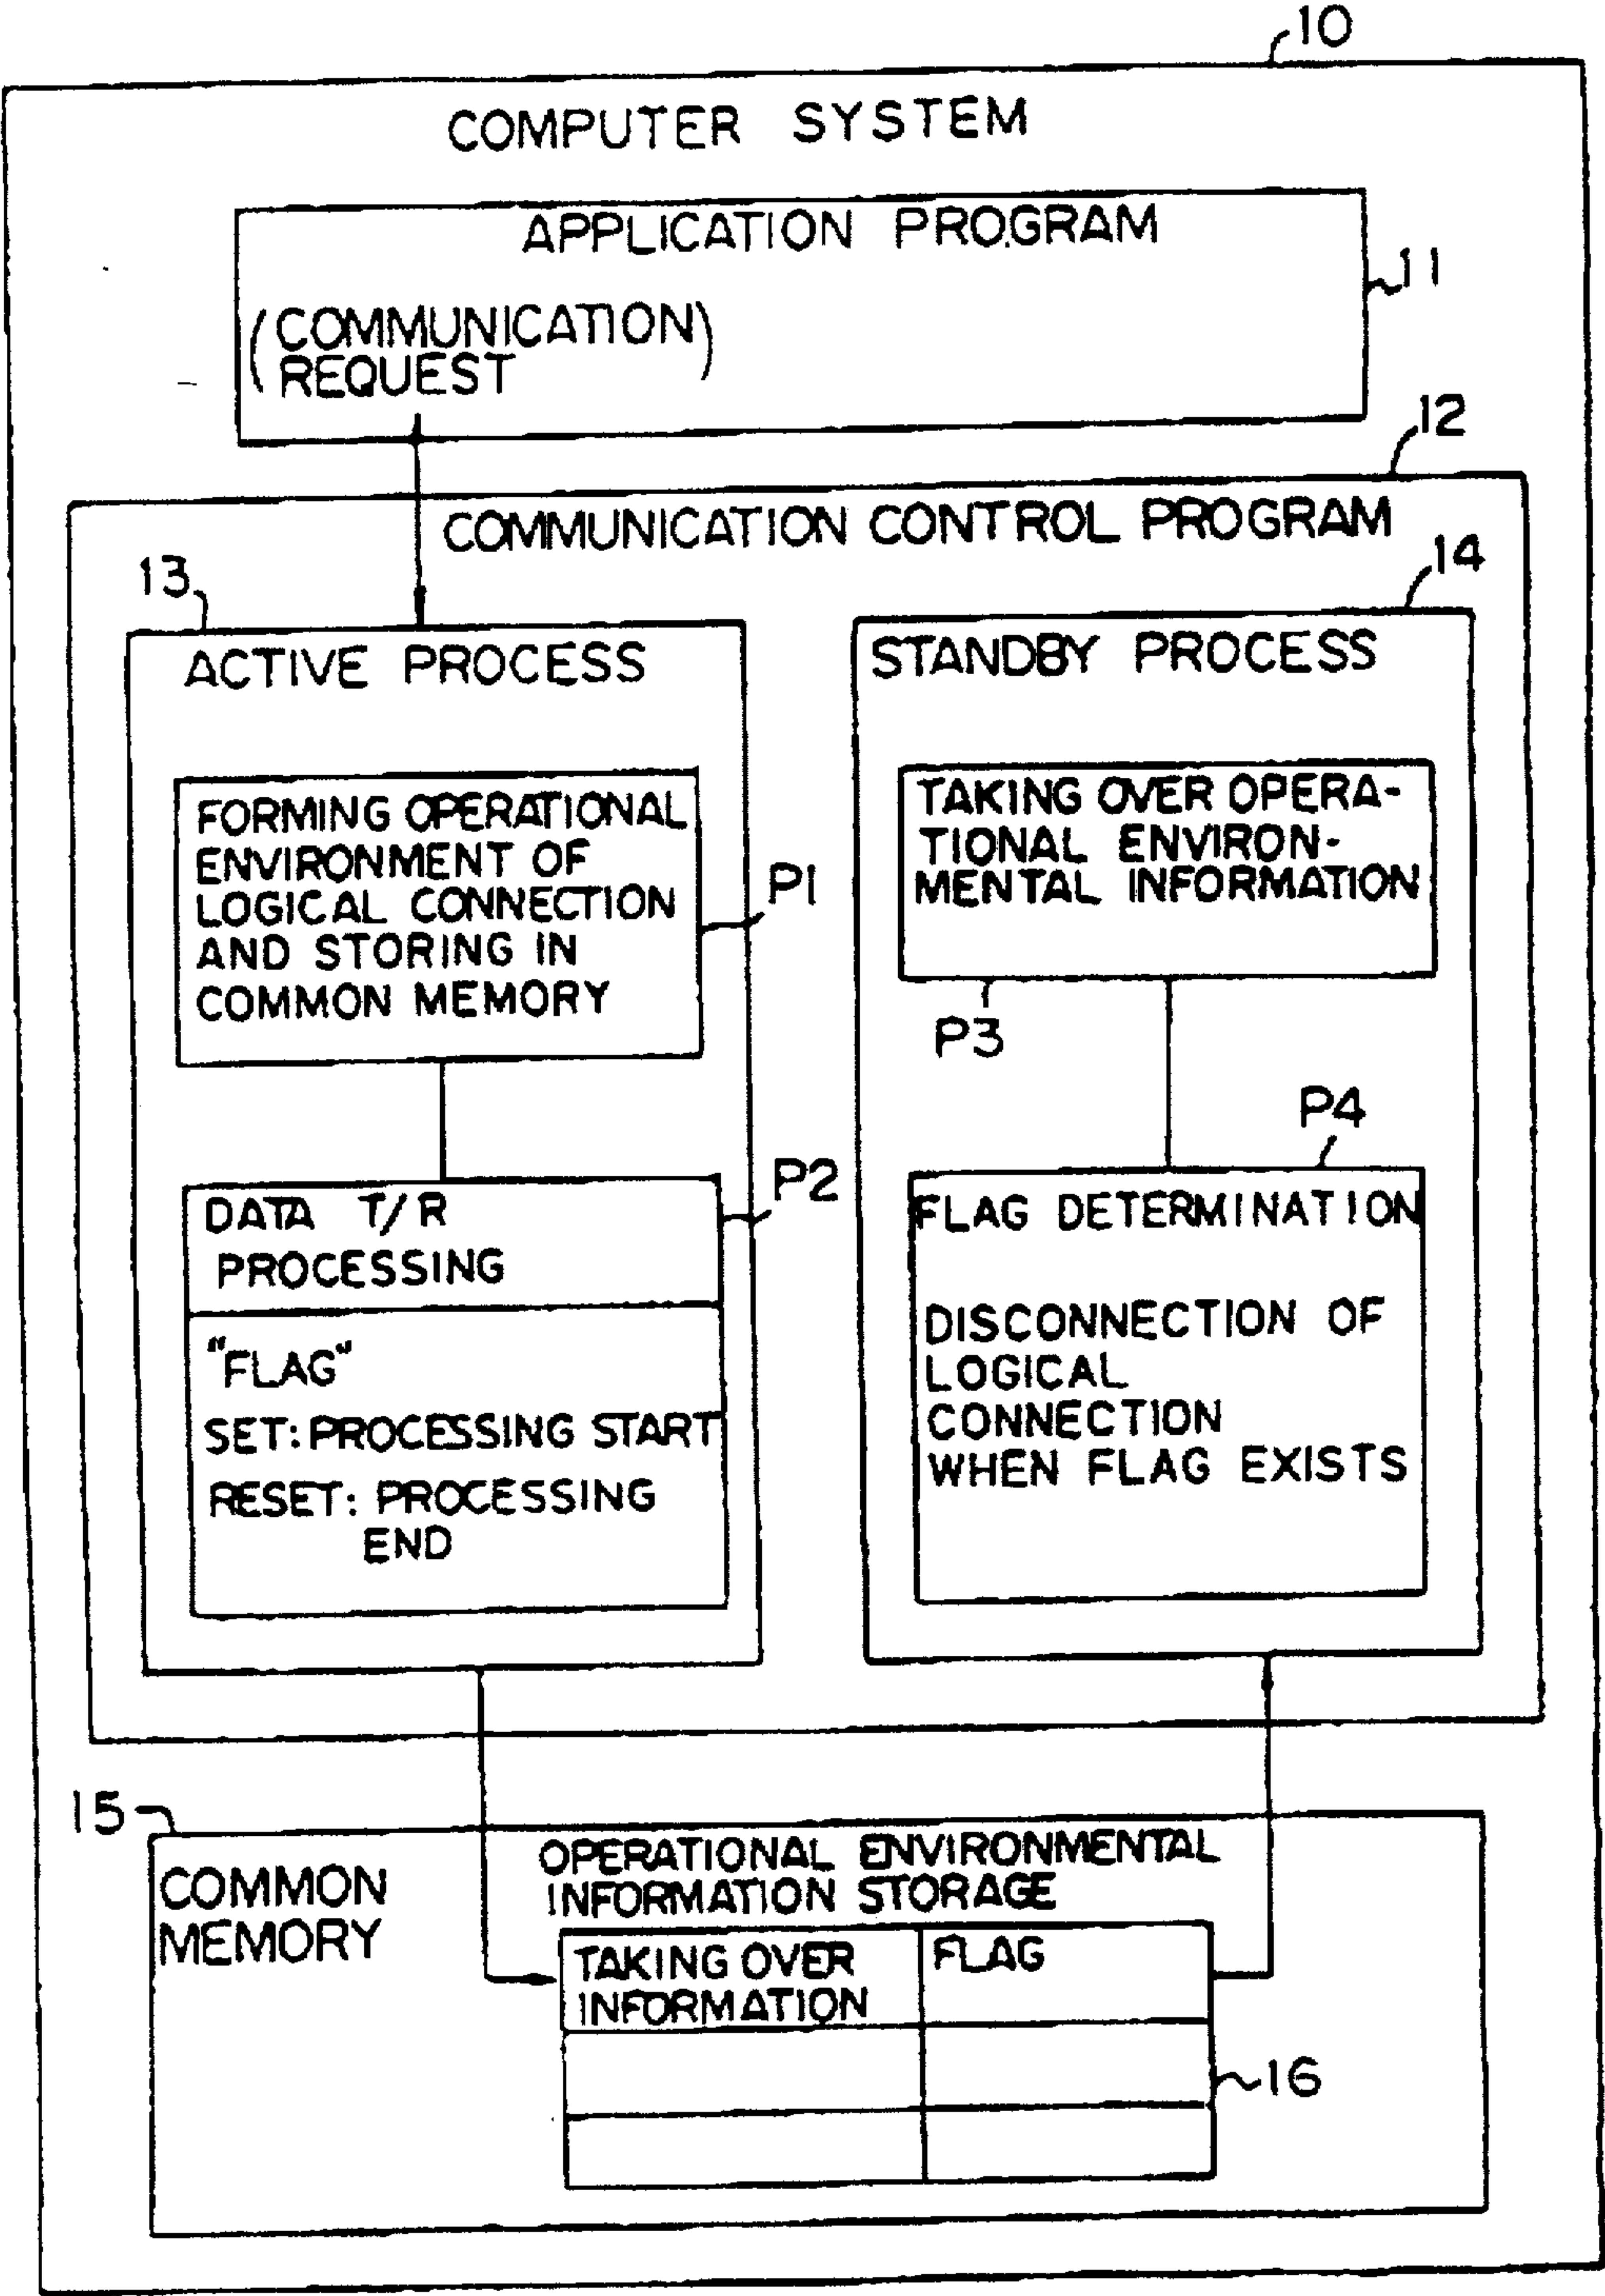 10
COMPUTER SYSTEM
APPLICATION PROGRAM
11
(COMMUNICATION
REQUEST)
12
COMMUNICATION CONTROL PROGRAM
13
14
ACTIVE PROCESS
STANDBY PROCESS
FORMING OPERATIONAL
ENVIRONMENT OF
LOGICAL CONNECTION
AND STORING IN
COMMON MEMORY
P1
TAKING OVER OPERA-
TIONAL ENVIRON-
MENTAL INFORMATION
P3
P2
DATA T/R
PROCESSING
"FLAG"
SET: PROCESSING START
RESET: PROCESSING
END
P4
FLAG DETERMINATION
DISCONNECTION OF
LOGICAL
CONNECTION
WHEN FLAG EXISTS
15
COMMON
MEMORY
OPERATIONAL ENVIRONMENTAL
INFORMATION STORAGE
TAKING OVER
INFORMATION
FLAG
16